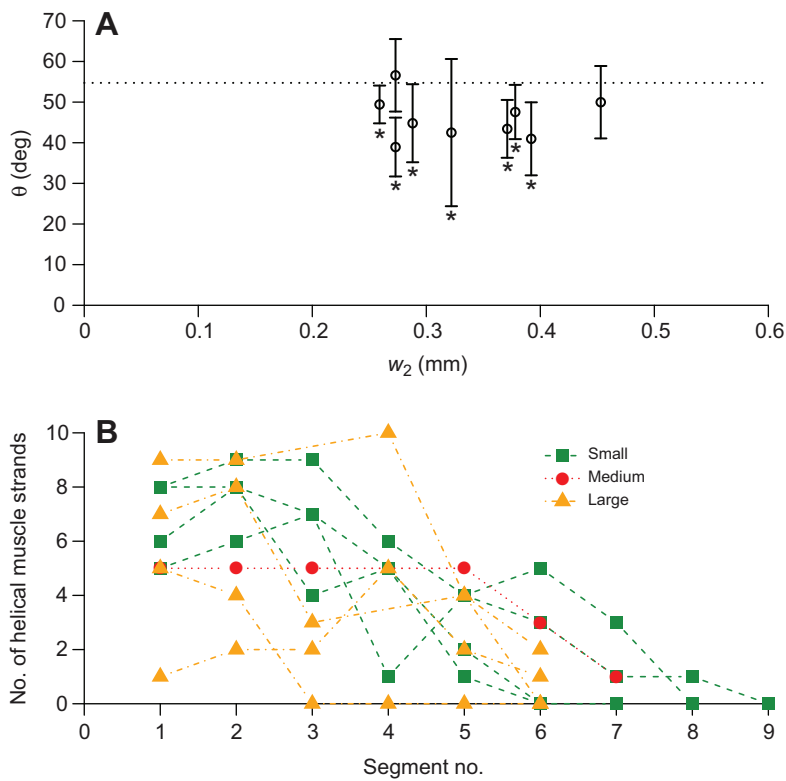 A
70
60
50
40
30
20
10
0
θ (deg)
* * * * * * * *
0 0.1 0.2 0.3 0.4 0.5 0.6
w2 (mm)
B
10
8
6
4
2
0
No. of helical muscle strands
Small
Medium
Large
0 1 2 3 4 5 6 7 8 9
Segment no.